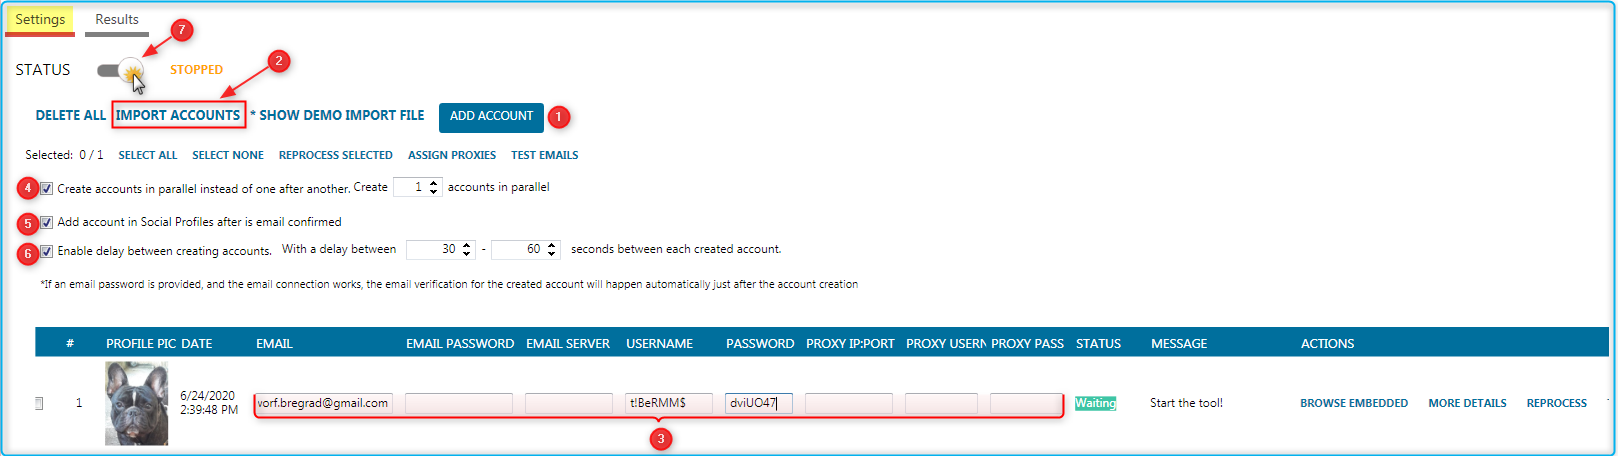 Settings Results
7
STATUS STOPPED
2
DELETE ALL IMPORT ACCOUNTS * SHOW DEMO IMPORT FILE ADD ACCOUNT 1
Selected: 0 / 1 SELECT ALL SELECT NONE REPROCESS SELECTED ASSIGN PROXIES TEST EMAILS
4 Create accounts in parallel instead of one after another. Create 1 accounts in parallel
5 Add account in Social Profiles after is email confirmed
6 Enable delay between creating accounts. With a delay between 30 - 60 seconds between each created account.
*If an email password is provided, and the email connection works, the email verification for the created account will happen automatically just after the account creation
# PROFILE PIC DATE EMAIL EMAIL PASSWORD EMAIL SERVER USERNAME PASSWORD PROXY IP:PORT PROXY USERN PROXY PASS STATUS MESSAGE ACTIONS
1 6/24/2020 2:39:48 PM vorf.bregrad@gmail.com t!BeRMM$ dviUO47 Waiting Start the tool! BROWSE EMBEDDED MORE DETAILS REPROCESS
3